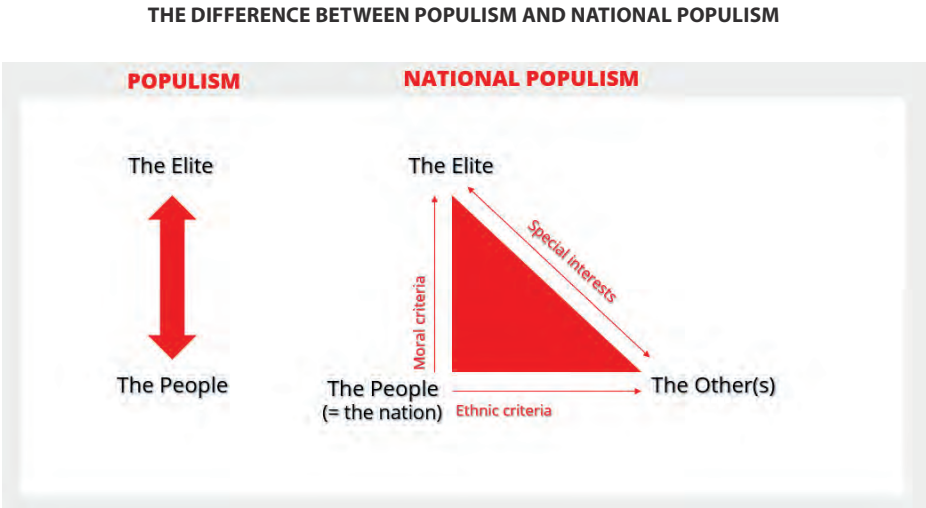 THE DIFFERENCE BETWEEN POPULISM AND NATIONAL POPULISM
POPULISM
NATIONAL POPULISM
The Elite
The People
The Elite
Moral criteria
Special interests
The People
(= the nation)
Ethnic criteria
The Other(s)